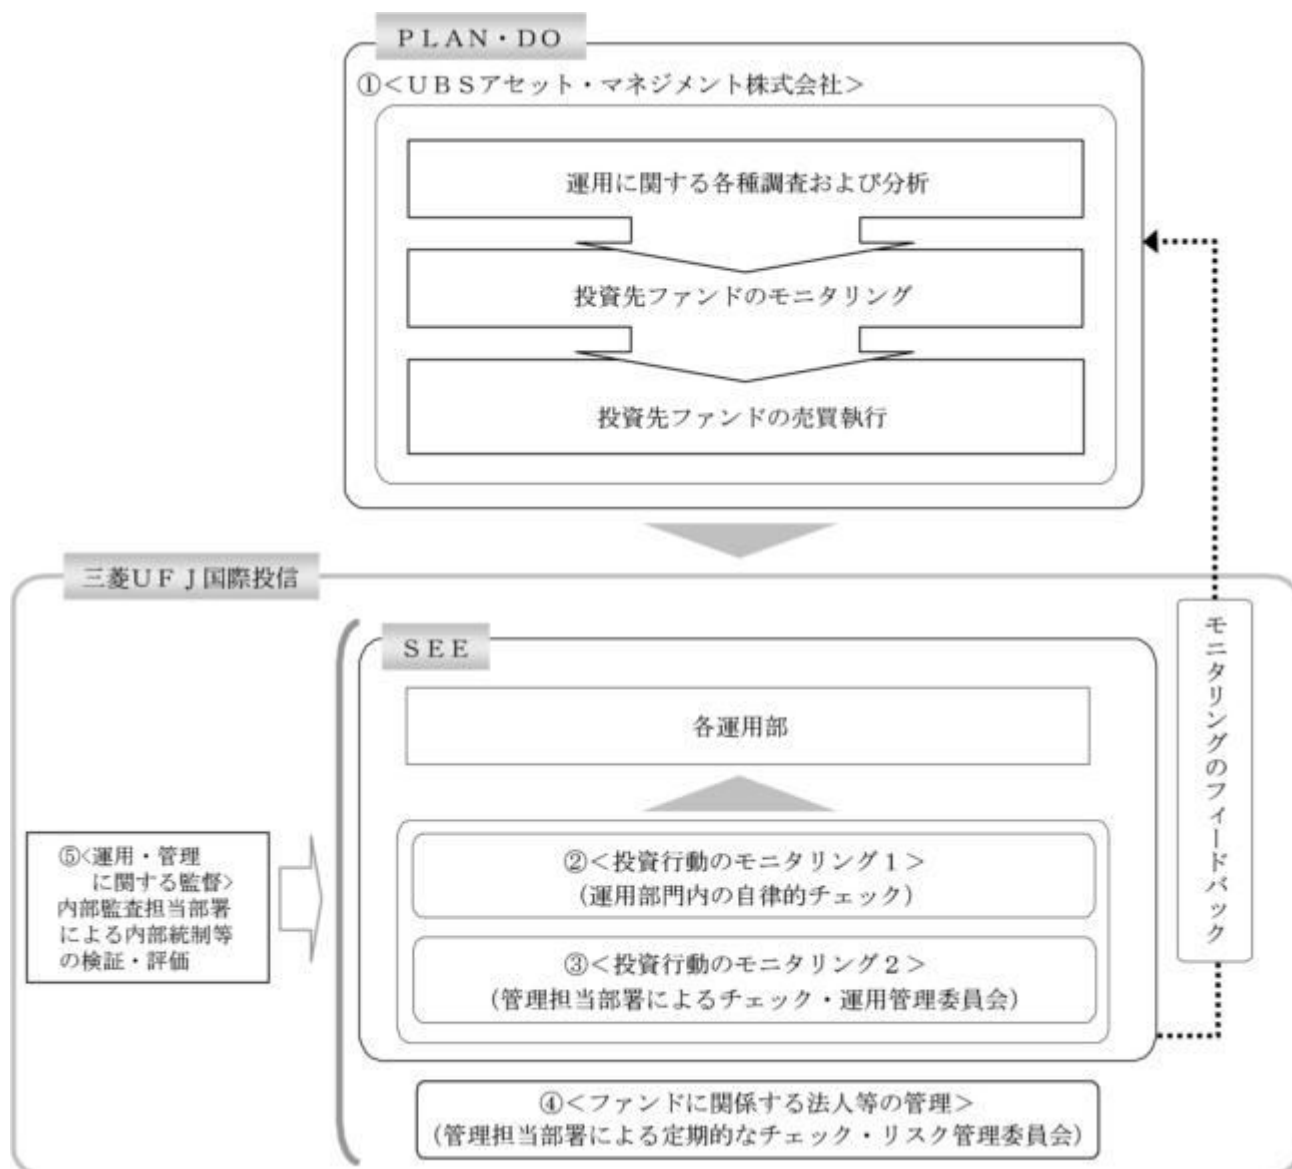 PLAN・DO
①<UBSアセット・マネジメント株式会社>
運用に関する各種調査および分析
投資先ファンドのモニタリング
投資先ファンドの売買執行
三菱UFJ国際投信
SEE
各運用部
②<投資行動のモニタリング1>
(運用部門内の自律的チェック)
③<投資行動のモニタリング2>
(管理担当部署によるチェック・運用管理委員会)
④<ファンドに関係する法人等の管理>
(管理担当部署による定期的なチェック・リスク管理委員会)
⑤<運用・管理
に関する監督>
内部監査担当部署
による内部統制等
の検証・評価
モニタリングのフィードバック